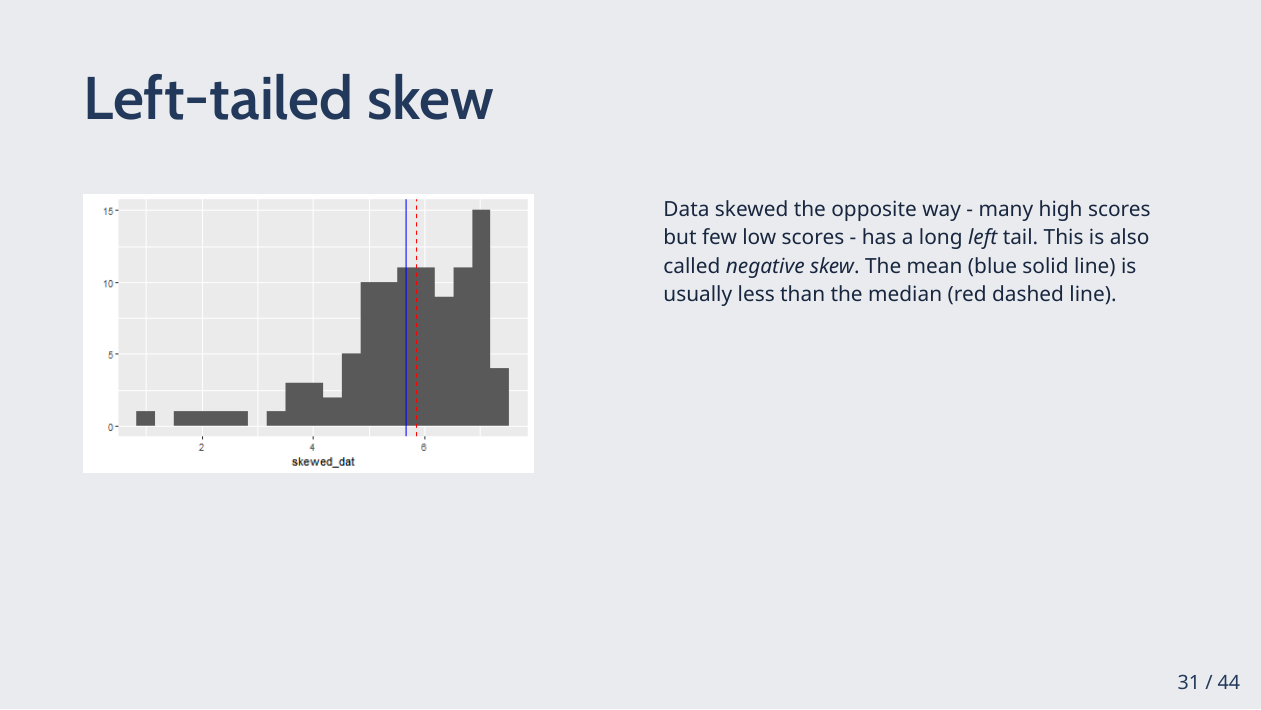 Left-tailed skew
Data skewed the opposite way - many high scores
but few low scores - has a long left tail. This is also
called negative skew. The mean (blue solid line) is
usually less than the median (red dashed line).
15
10
5
0
2
4
6
skewed_dat
31 / 44